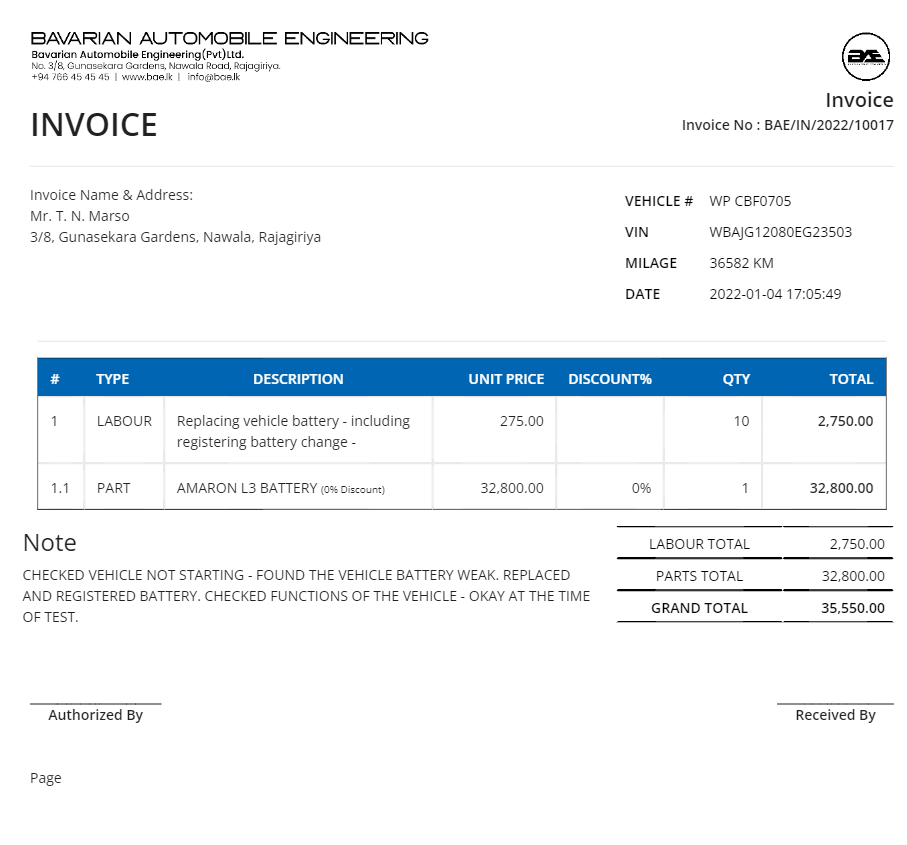 BAVARIAN AUTOMOBILE ENGINEERING
Bavarian Automobile Engineering(Pvt)Ltd.
No. 3/8, Gunasekara Gardens, Nawala Road, Rajagiriya.
+94 766 45 45 45 | www.bae.lk | info@bae.lk
BAE
Invoice
INVOICE
Invoice No : BAE/IN/2022/10017
Invoice Name & Address:
Mr. T. N. Marso
3/8, Gunasekara Gardens, Nawala, Rajagiriya
VEHICLE # WP CBF0705
VIN WBAJG12080EG23503
MILAGE 36582 KM
DATE 2022-01-04 17:05:49
# TYPE DESCRIPTION UNIT PRICE DISCOUNT% QTY TOTAL
1 LABOUR Replacing vehicle battery - including 275.00 10 2,750.00
registering battery change -
1.1 PART AMARON L3 BATTERY (0% Discount) 32,800.00 0% 1 32,800.00
Note
CHECKED VEHICLE NOT STARTING - FOUND THE VEHICLE BATTERY WEAK. REPLACED
AND REGISTERED BATTERY. CHECKED FUNCTIONS OF THE VEHICLE - OKAY AT THE TIME
OF TEST.
LABOUR TOTAL 2,750.00
PARTS TOTAL 32,800.00
GRAND TOTAL 35,550.00
Authorized By
Received By
Page